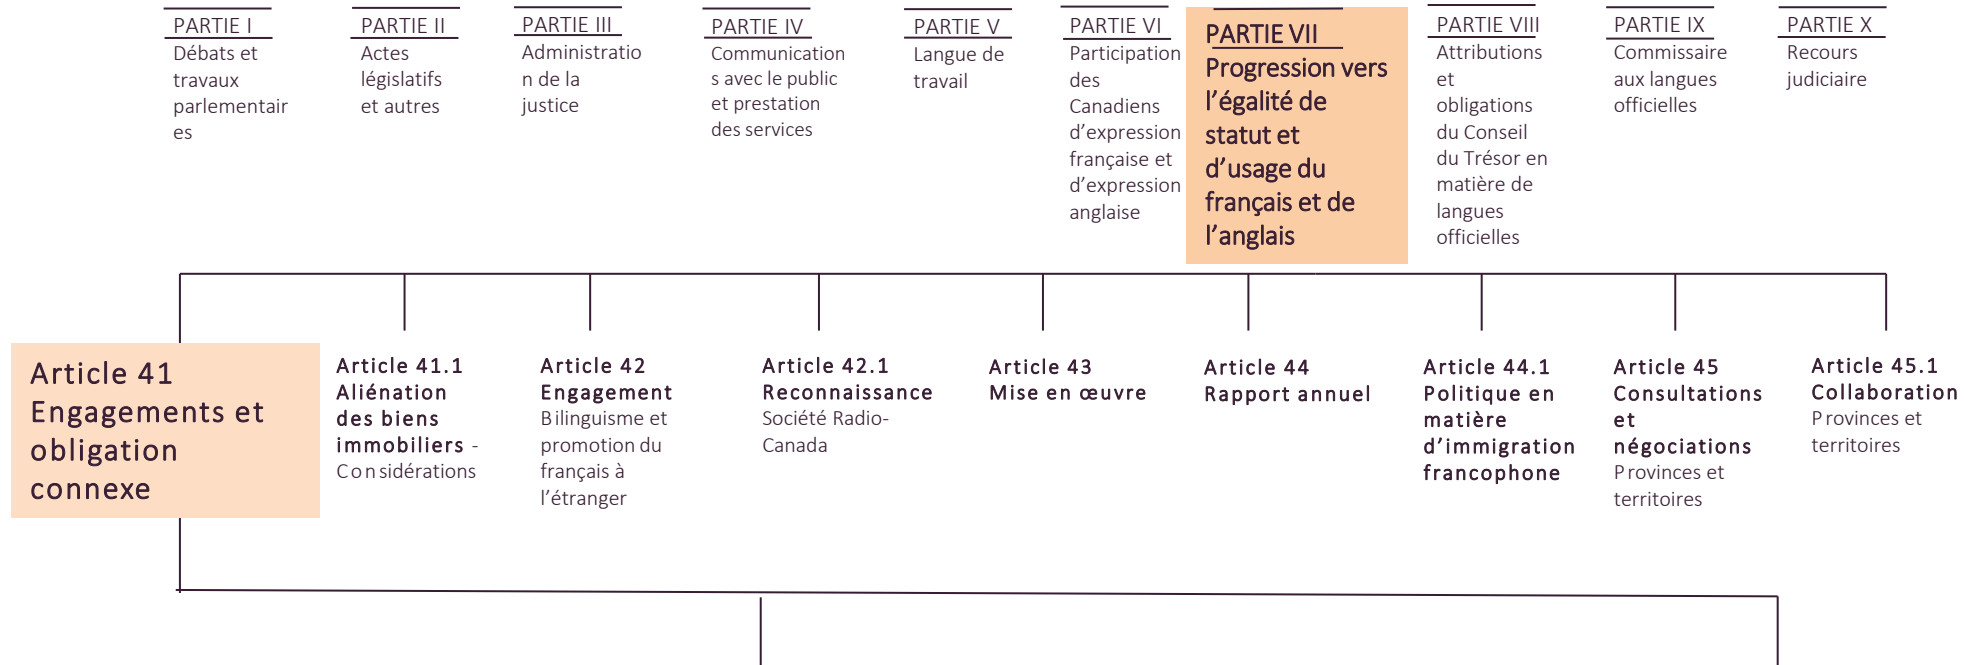 PARTIE I
Débats et
travaux
parlementair
es
PARTIE II
Actes
législatifs
et autres
PARTIE III
Administratio
n de la
justice
PARTIE IV
Communication
s avec le public
et prestation
des services
PARTIE V
Langue de
travail
PARTIE VI
Participation
des
Canadiens
d’expression
française et
d’expression
anglaise
PARTIE VII
Progression vers
l’égalité de
statut et
d’usage du
français et de
l’anglais
PARTIE VIII
Attributions
et
obligations
du Conseil
du Trésor en
matière de
langues
officielles
PARTIE IX
Commissaire
aux langues
officielles
PARTIE X
Recours
judiciaire
Article 41
Engagements et
obligation
connexe
Article 41.1
Aliénation
des biens
immobiliers -
Considérations
Article 42
Engagement
Bilinguisme et
promotion du
français à
l’étranger
Article 42.1
Reconnaissance
Société Radio-
Canada
Article 43
Mise en œuvre
Article 44
Rapport annuel
Article 44.1
Politique en
matière
d’immigration
francophone
Article 45
Consultations
et
négociations
Provinces et
territoires
Article 45.1
Collaboration
Provinces et
territoires